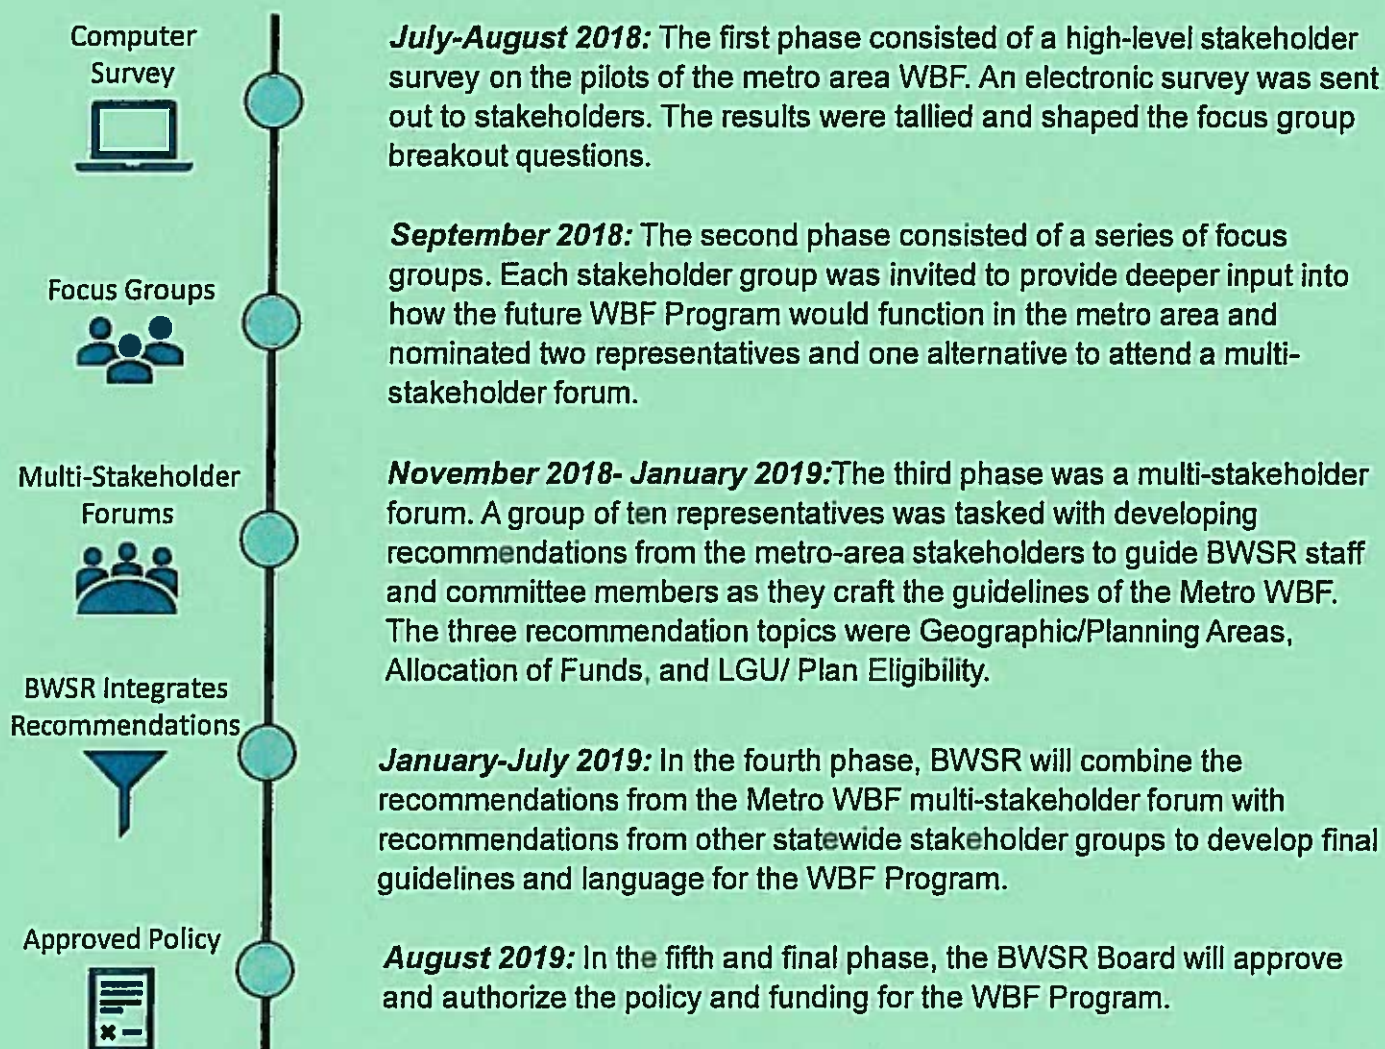 Computer
Survey
July-August 2018: The first phase consisted of a high-level stakeholder
survey on the pilots of the metro area WBF. An electronic survey was sent
out to stakeholders. The results were tallied and shaped the focus group
breakout questions.
Focus Groups
September 2018: The second phase consisted of a series of focus
groups. Each stakeholder group was invited to provide deeper input into
how the future WBF Program would function in the metro area and
nominated two representatives and one alternative to attend a multi-
stakeholder forum.
Multi-Stakeholder
Forums
November 2018- January 2019:The third phase was a multi-stakeholder
forum. A group of ten representatives was tasked with developing
recommendations from the metro-area stakeholders to guide BWSR staff
and committee members as they craft the guidelines of the Metro WBF.
The three recommendation topics were Geographic/Planning Areas,
Allocation of Funds, and LGU/ Plan Eligibility.
BWSR Integrates
Recommendations
January-July 2019: In the fourth phase, BWSR will combine the
recommendations from the Metro WBF multi-stakeholder forum with
recommendations from other statewide stakeholder groups to develop final
guidelines and language for the WBF Program.
Approved Policy
August 2019: In the fifth and final phase, the BWSR Board will approve
and authorize the policy and funding for the WBF Program.